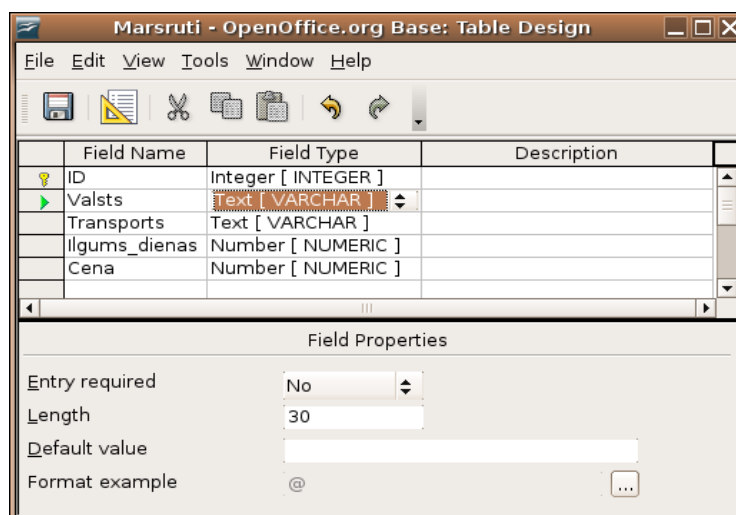 Marsruti - OpenOffice.org Base: Table Design
File Edit View Tools Window Help
Field Name Field Type Description
ID Integer [ INTEGER ]
Valsts Text [ VARCHAR ]
Transports Text [ VARCHAR ]
Ilgums_dienas Number [ NUMERIC ]
Cena Number [ NUMERIC ]
Field Properties
Entry required No
Length 30
Default value
Format example @ ...